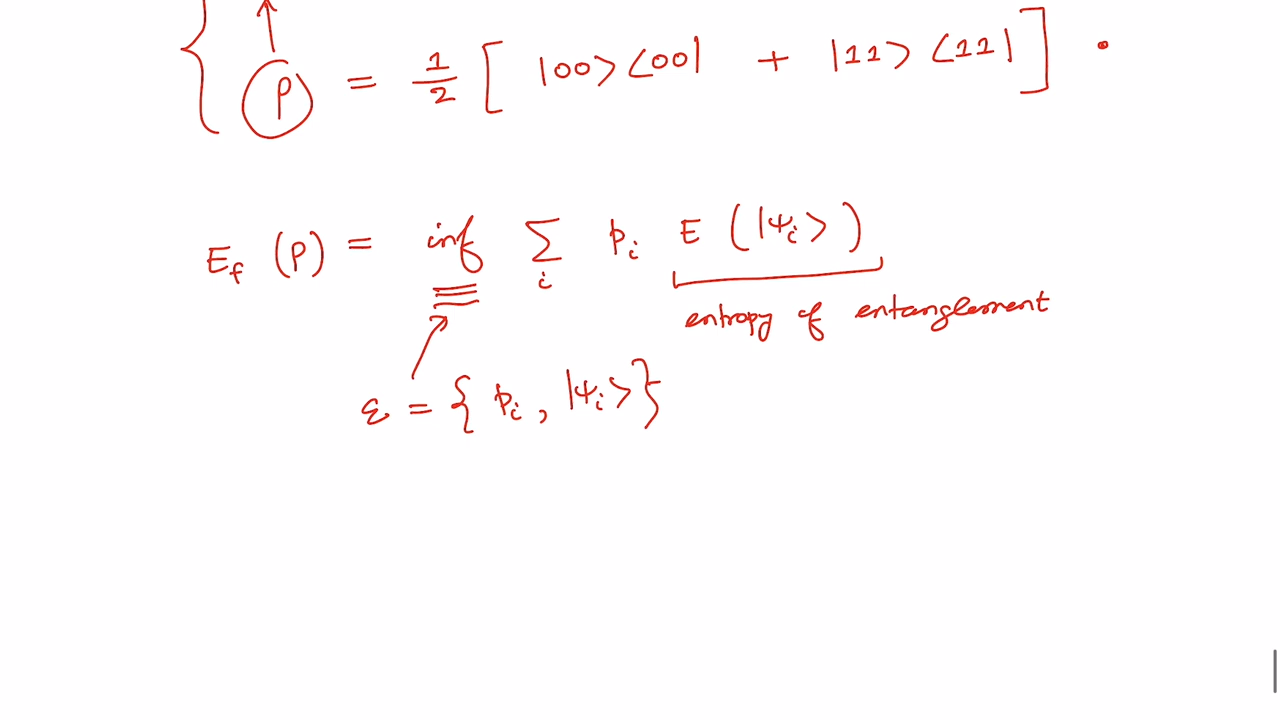 ρ = 1/2 [ |00> <00| + |11> <11| ] .
E_f (ρ) = inf Σ_i p_i E ( |ψ_i> )
entropy of entanglement
ε = { p_i , |ψ_i> }